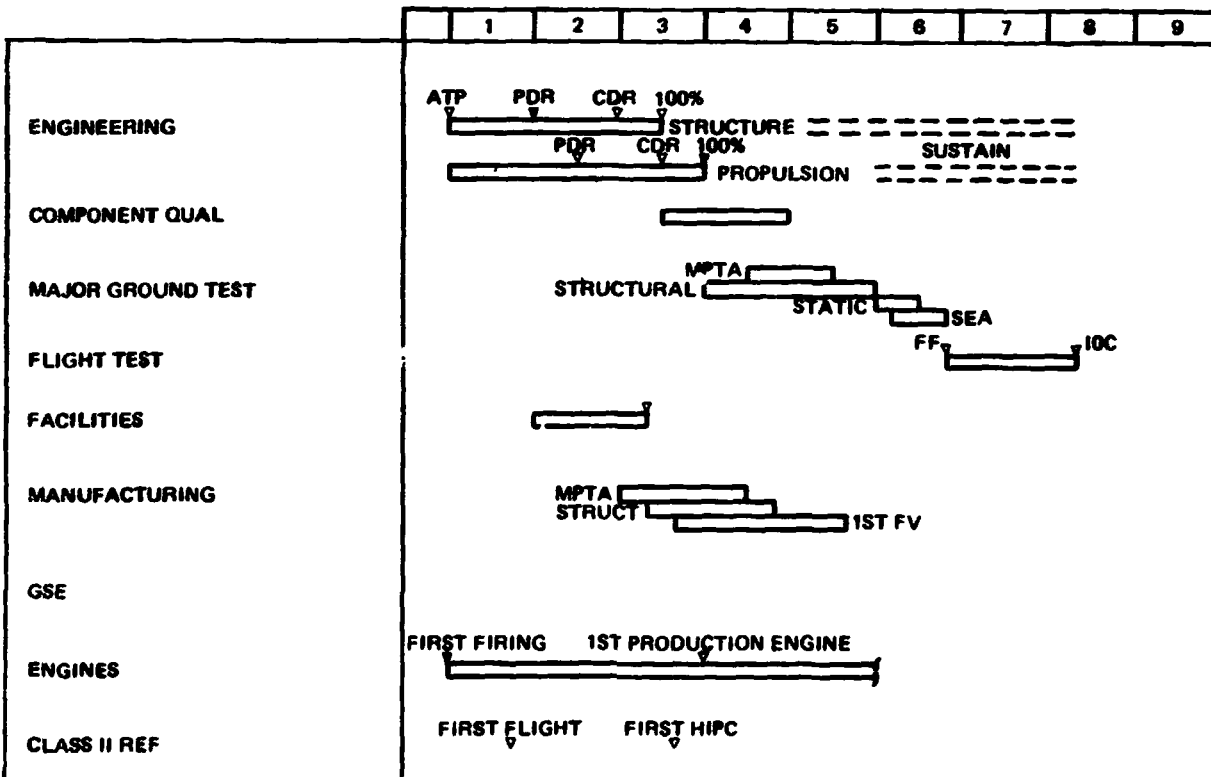 1 2 3 4 5 6 7 8 9
ATP PDR CDR 100%
ENGINEERING
STRUCTURE
PDR CDR 100%
SUSTAIN
PROPULSION
COMPONENT QUAL
MPTA
MAJOR GROUND TEST
STRUCTURAL
STATIC
SEA
FF IOC
FLIGHT TEST
FACILITIES
MANUFACTURING
MPTA
STRUCT
1ST FV
GSE
FIRST FIRING 1ST PRODUCTION ENGINE
ENGINES
FIRST FLIGHT FIRST HIPC
CLASS II REF